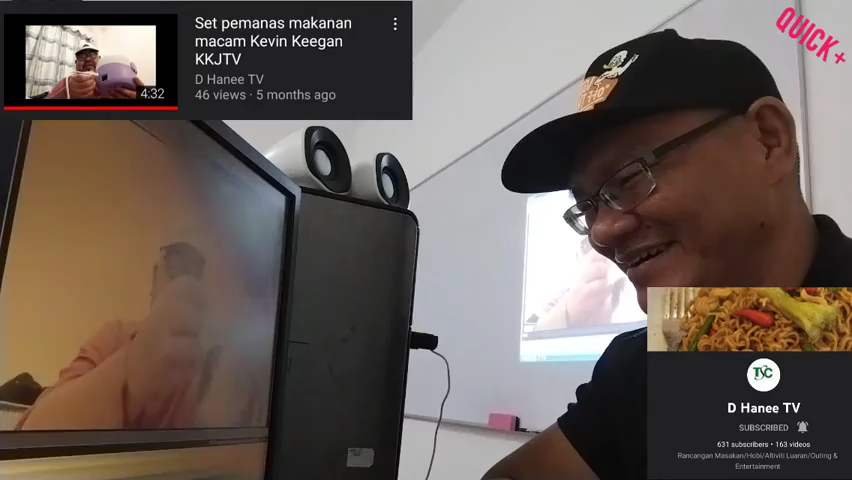 Set pemanas makanan
macam Kevin Keegan
KKJTV
D Hanee TV
46 views · 5 months ago
4:32
QUICK+
TSC
D Hanee TV
SUBSCRIBED
631 subscribers • 163 videos
Rancangan Masakan/Hobi/Aktiviti Luaran/Outing &
Entertainment